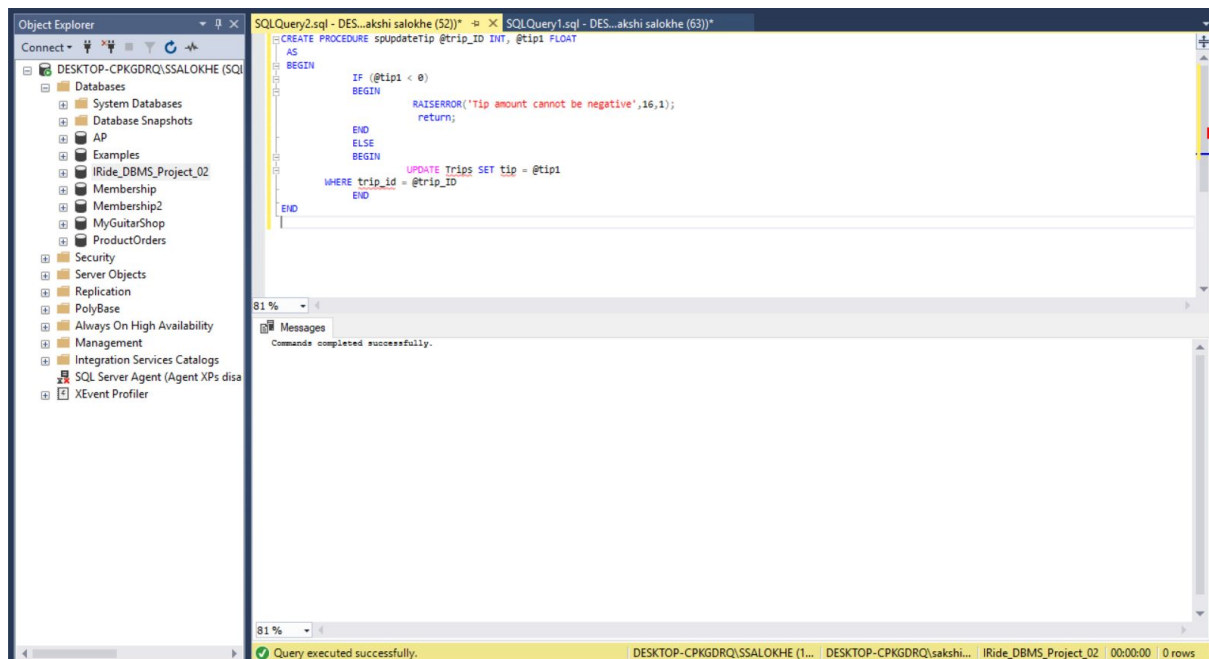 Object Explorer
Connect
DESKTOP-CPKGDRQ\SSALOKHE (SQL
Databases
System Databases
Database Snapshots
AP
Examples
IRide_DBMS_Project_02
Membership
Membership2
MyGuitarShop
ProductOrders
Security
Server Objects
Replication
PolyBase
Always On High Availability
Management
Integration Services Catalogs
SQL Server Agent (Agent XPs disa
XEvent Profiler
SQLQuery2.sql - DES...akshi salokhe (52))* SQLQuery1.sql - DES...akshi salokhe (63))*
CREATE PROCEDURE spUpdateTip @trip_ID INT, @tip1 FLOAT
AS
BEGIN
IF (@tip1 < 0)
BEGIN
RAISERROR('Tip amount cannot be negative',16,1);
return;
END
ELSE
BEGIN
UPDATE Trips SET tip = @tip1
WHERE trip_id = @trip_ID
END
END
81 %
Messages
Commands completed successfully.
81 %
Query executed successfully. DESKTOP-CPKGDRQ\SSALOKHE (1... DESKTOP-CPKGDRQ\sakshi... IRide_DBMS_Project_02 00:00:00 0 rows